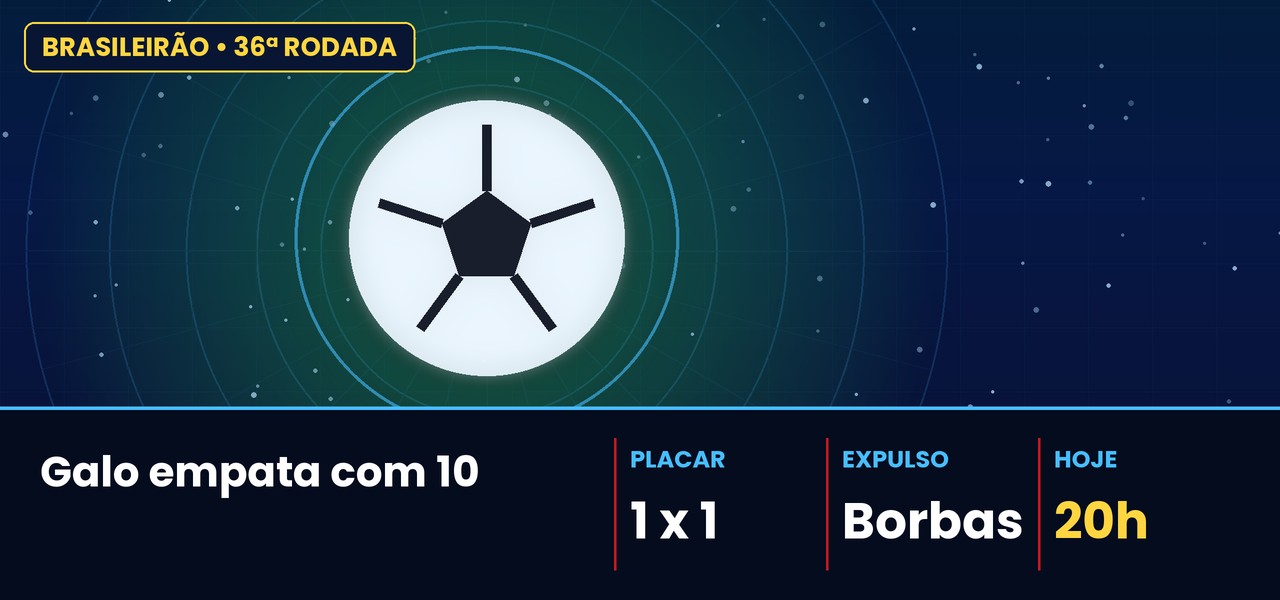 BRASILEIRÃO • 36ª RODADA
Galo empata com 10
PLACAR
1 x 1
EXPULSO
Borbas
HOJE
20h